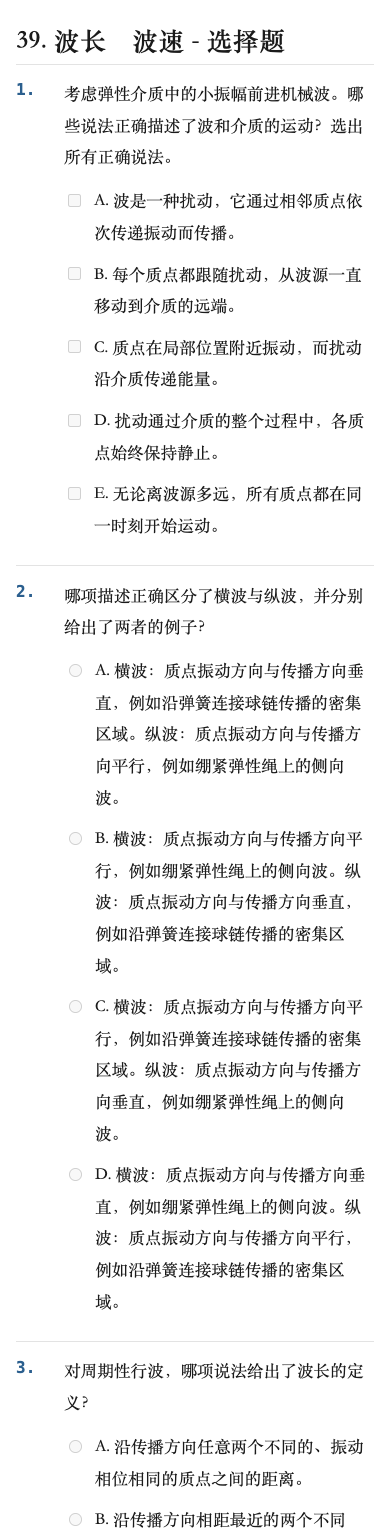 39. 波长　波速 - 选择题
1.
考虑弹性介质中的小振幅前进机械波。哪
些说法正确描述了波和介质的运动？选出
所有正确说法。
A. 波是一种扰动，它通过相邻质点依
次传递振动而传播。
B. 每个质点都跟随扰动，从波源一直
移动到介质的远端。
C. 质点在局部位置附近振动，而扰动
沿介质传递能量。
D. 扰动通过介质的整个过程中，各质
点始终保持静止。
E. 无论离波源多远，所有质点都在同
一时刻开始运动。
2.
哪项描述正确区分了横波与纵波，并分别
给出了两者的例子？
A. 横波：质点振动方向与传播方向垂
直，例如沿弹簧连接球链传播的密集
区域。纵波：质点振动方向与传播方
向平行，例如绷紧弹性绳上的侧向
波。
B. 横波：质点振动方向与传播方向平
行，例如绷紧弹性绳上的侧向波。纵
波：质点振动方向与传播方向垂直，
例如沿弹簧连接球链传播的密集区
域。
C. 横波：质点振动方向与传播方向平
行，例如沿弹簧连接球链传播的密集
区域。纵波：质点振动方向与传播方
向垂直，例如绷紧弹性绳上的侧向
波。
D. 横波：质点振动方向与传播方向垂
直，例如绷紧弹性绳上的侧向波。纵
波：质点振动方向与传播方向平行，
例如沿弹簧连接球链传播的密集区
域。
3.
对周期性行波，哪项说法给出了波长的定
义？
A. 沿传播方向任意两个不同的、振动
相位相同的质点之间的距离。
B. 沿传播方向相距最近的两个不同